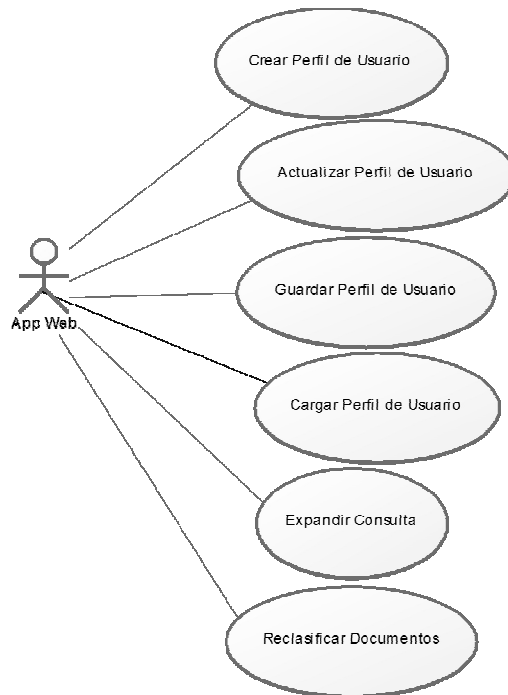 Crear Perfil de Usuario
Actualizar Perfil de Usuario
Guardar Perfil de Usuario
App Web
Cargar Perfil de Usuario
Expandir Consulta
Reclasificar Documentos